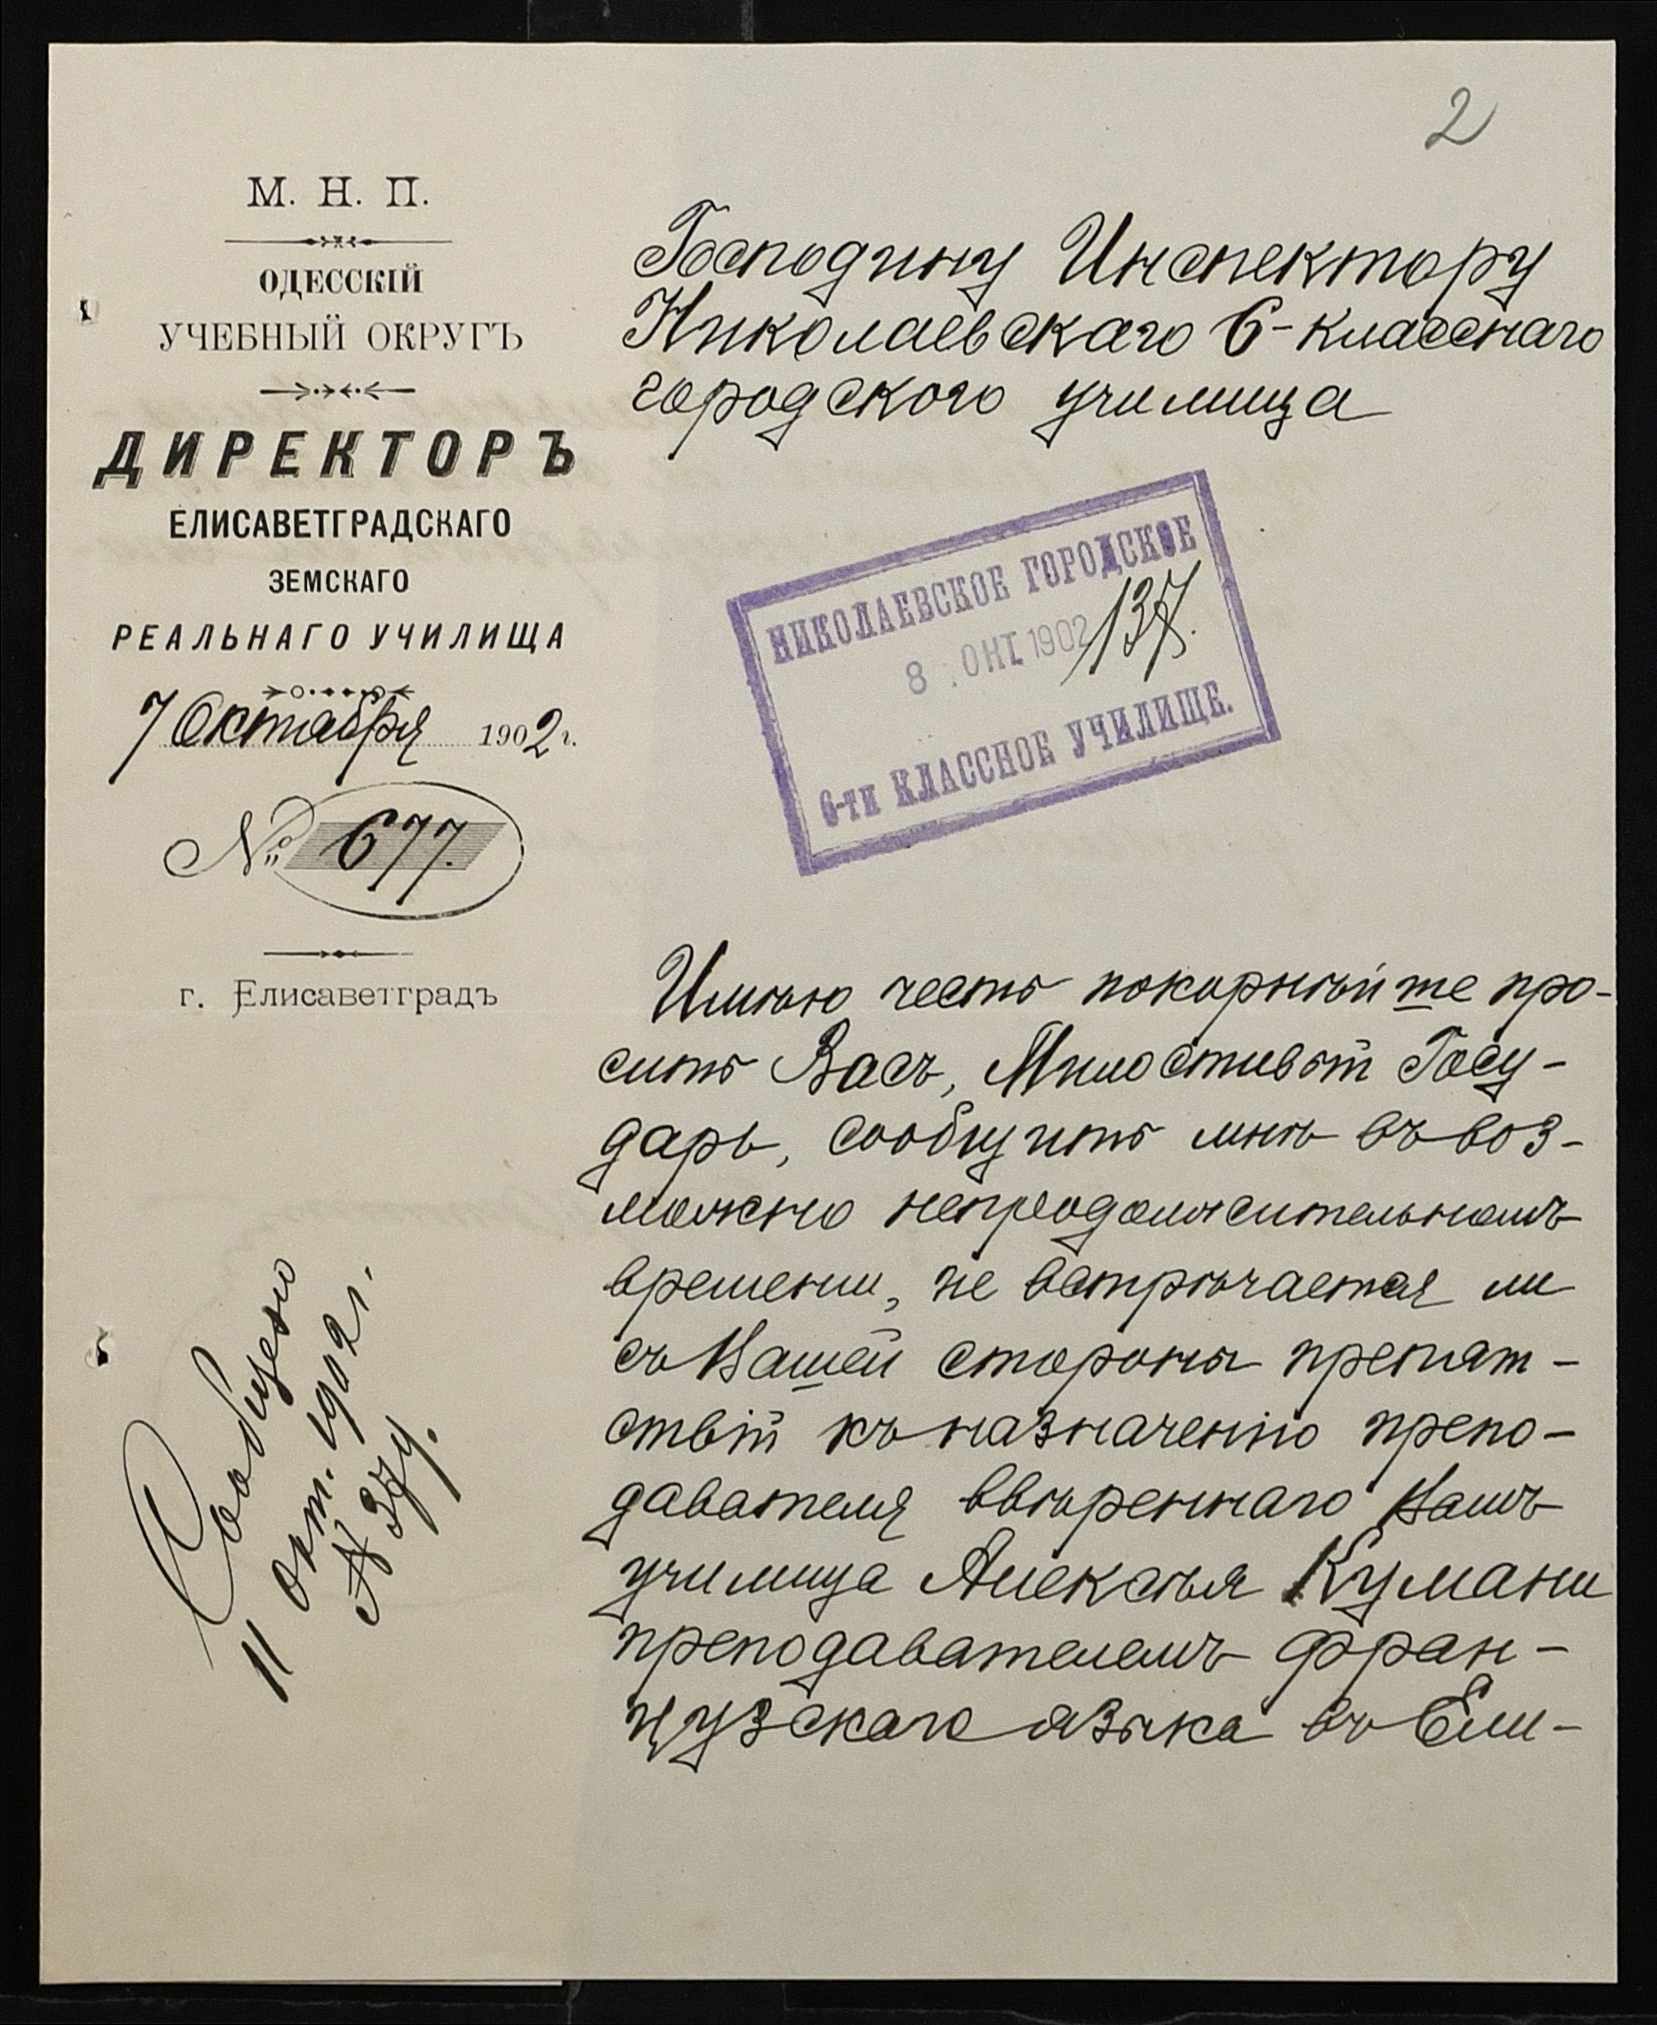 2
М. Н. П.
ОДЕССКІЙ
УЧЕБНЫЙ ОКРУГЪ
ДИРЕКТОРЪ
ЕЛИСАВЕТГРАДСКАГО
ЗЕМСКАГО
РЕАЛЬНАГО УЧИЛИЩА
7 Октября 1902 г.
№ 677.
г. Елисаветградъ
Господину Инспектору
Николаевскаго 6-класснаго
городского училища
НИКОЛАЕВСКОЕ ГОРОДСКОЕ
8 ОКТ 1902
6-ти КЛАССНОЕ УЧИЛИЩЕ.
Имѣю честь покорнѣйше про-
сить Васъ, Милостивый Госу-
дарь, сообщить мнѣ въ воз-
можно непродолжительномъ
времени, не встрѣчается ли
съ Вашей стороны препят-
ствій къ назначенію препо-
давателя ввѣреннаго Вамъ
училища Алексѣя Кумани
преподавателемъ фран-
цузскаго языка въ Ели-
Сообщено
11 окт. 1902 г.